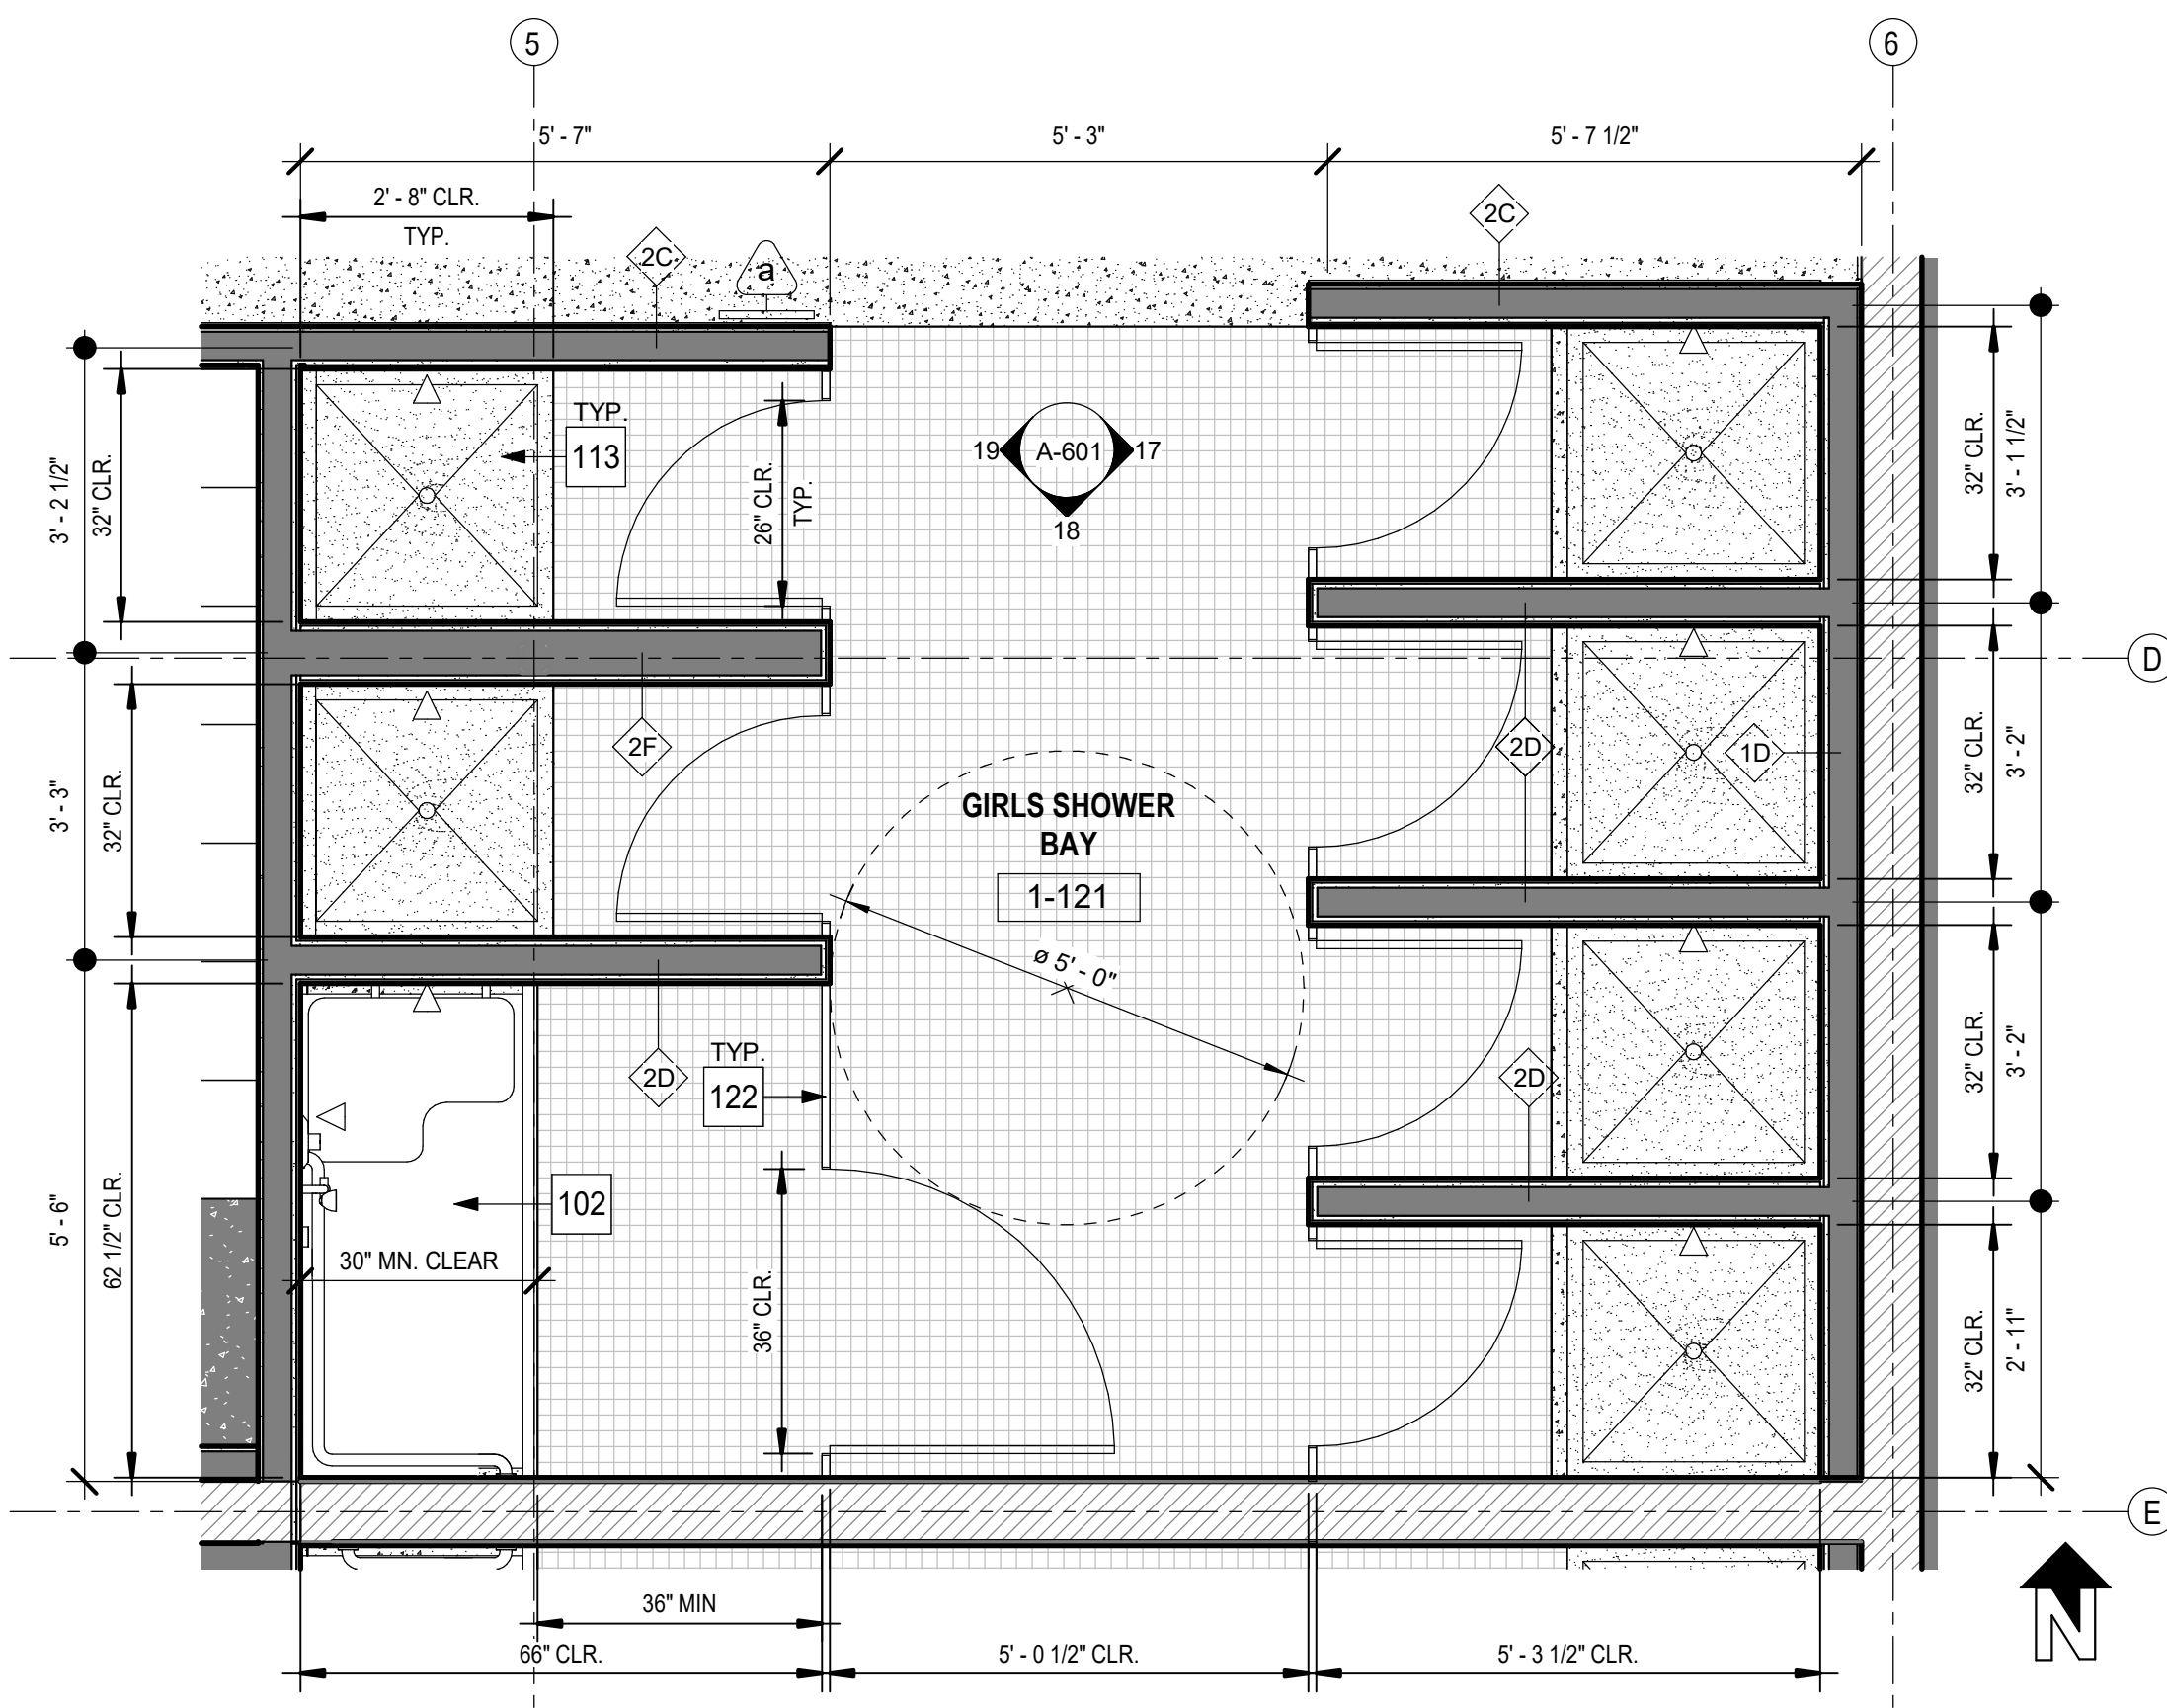 5
6
5' - 7"
5' - 3"
5' - 7 1/2"
2' - 8" CLR.
TYP.
2C
a
2C
3' - 2 1/2"
32" CLR.
TYP.
113
26" CLR.
TYP.
19
A-601
17
18
32" CLR.
3' - 1 1/2"
D
3' - 3"
32" CLR.
2F
2D
1D
32" CLR.
3' - 2"
GIRLS SHOWER
BAY
1-121
ø 5' - 0"
2D
TYP.
122
2D
32" CLR.
3' - 2"
5' - 6"
62 1/2" CLR.
102
30" MN. CLEAR
36" CLR.
32" CLR.
2' - 11"
E
36" MIN
66" CLR.
5' - 0 1/2" CLR.
5' - 3 1/2" CLR.
N